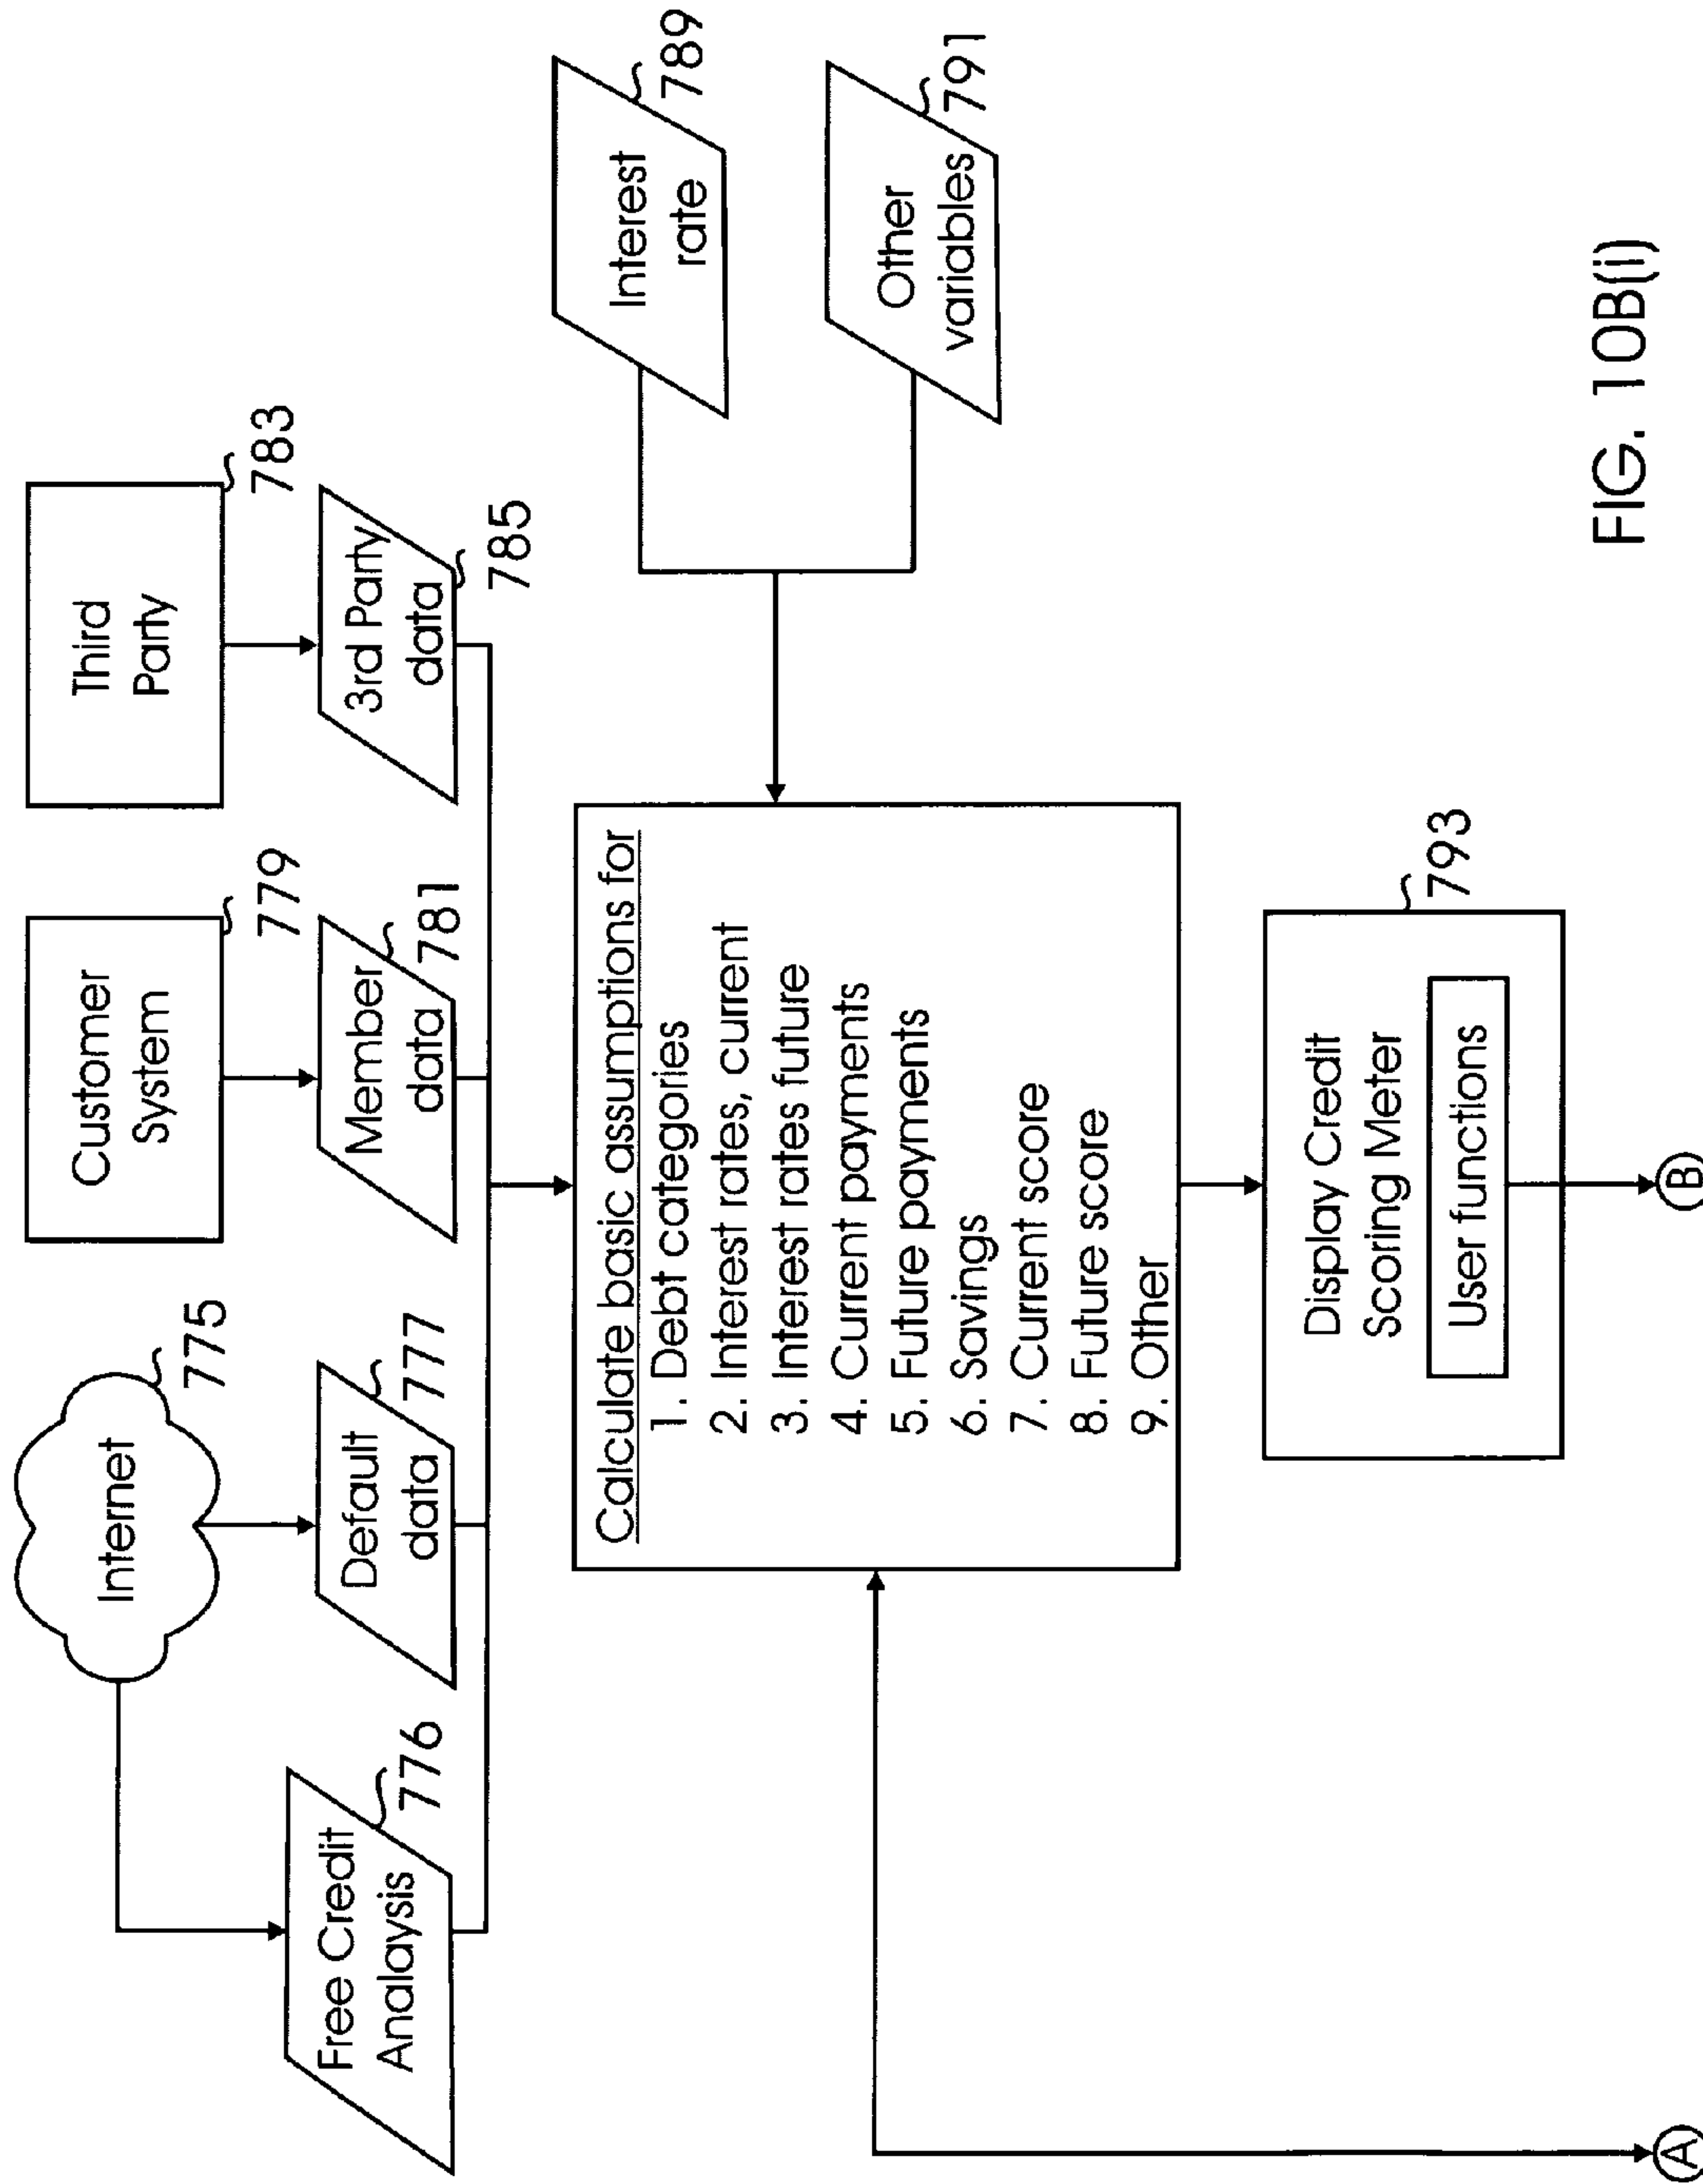 Internet
775
Customer
System
779
Third
Party
783
Free Credit
Analaysis
776
Default
data
777
Member
data
781
3rd Party
data
785
Calculate basic assumptions for
1. Debt categories
2. Interest rates, current
3. Interest rates future
4. Current payments
5. Future payments
6. Savings
7. Current score
8. Future score
9. Other
Interest
rate
789
Other
variables
791
Display Credit
Scoring Meter
User functions
793
A
B
FIG. 10B(i)